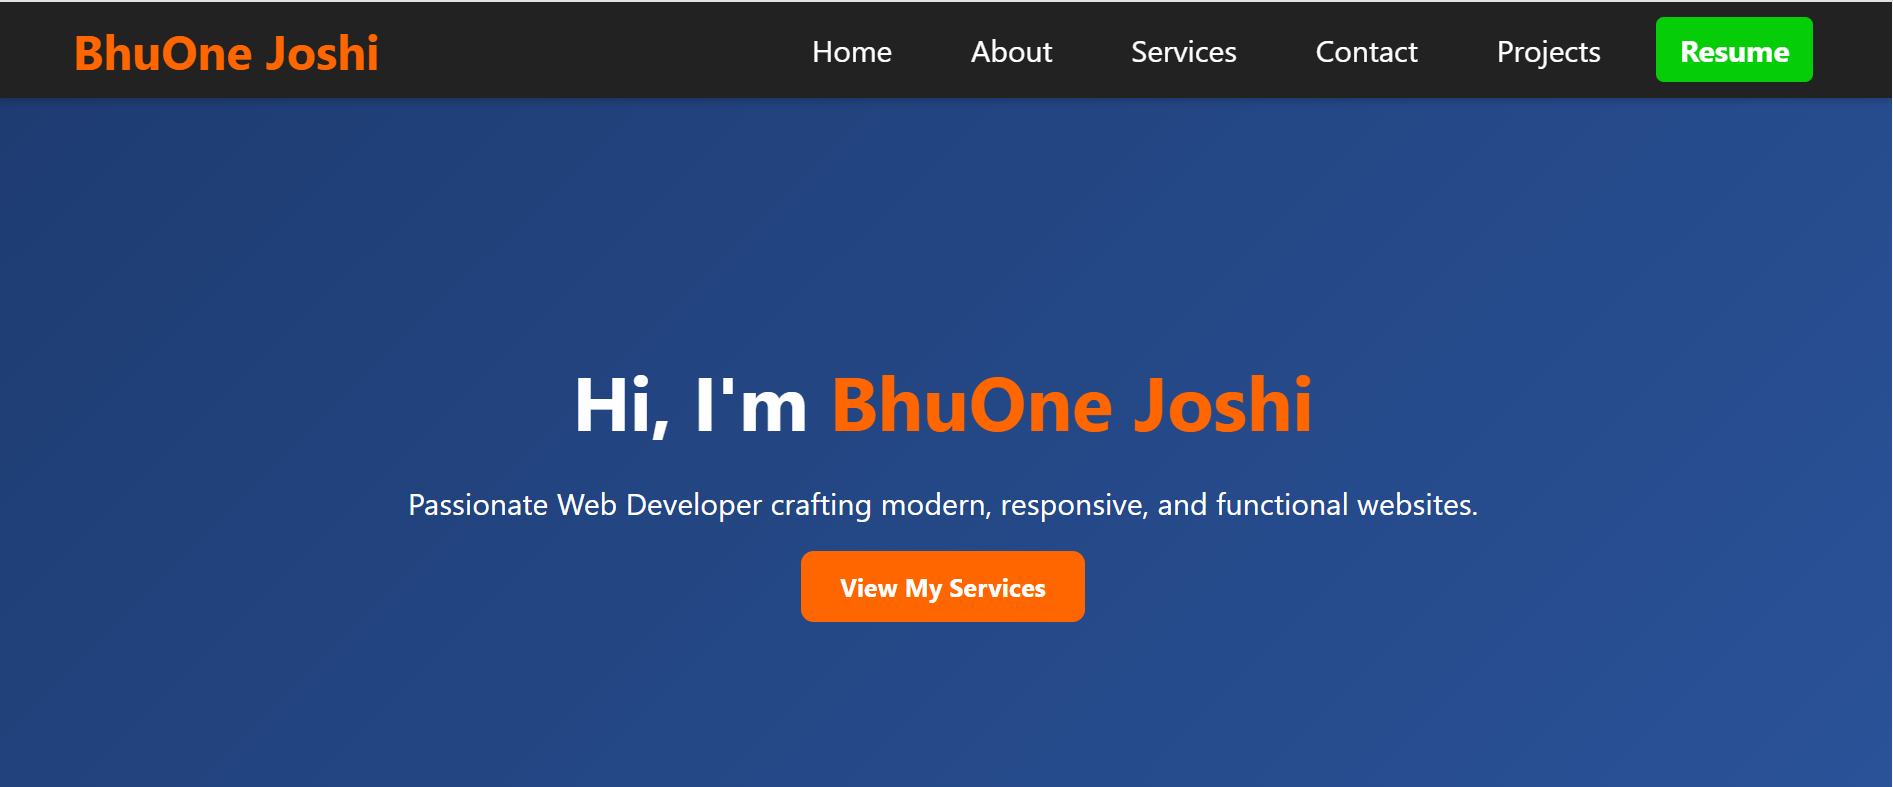 BhuOne Joshi Home About Services Contact Projects Resume
Hi, I'm BhuOne Joshi
Passionate Web Developer crafting modern, responsive, and functional websites.
View My Services